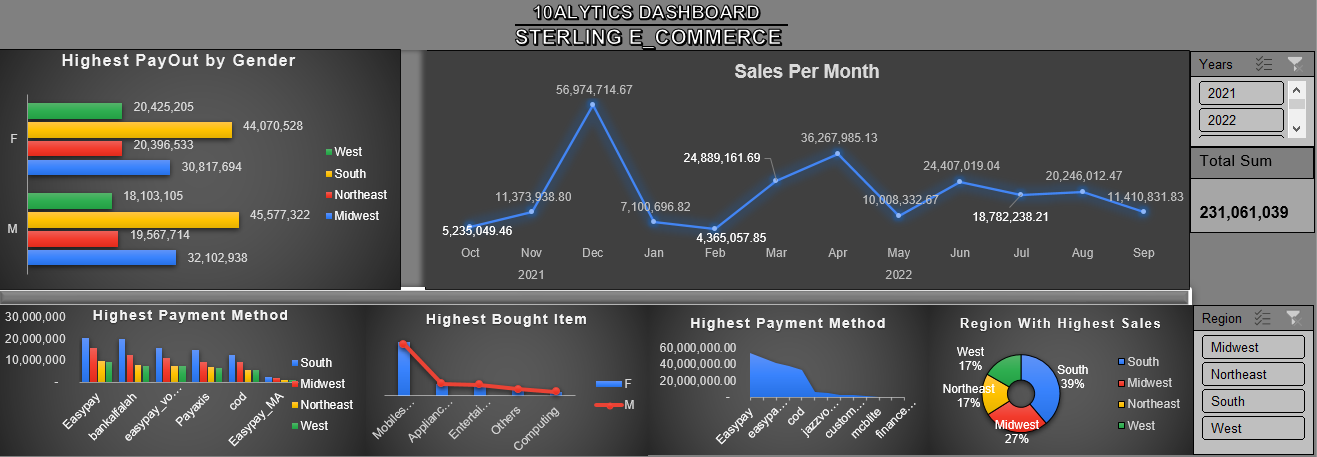 10ALYTICS DASHBOARD
STERLING E_COMMERCE
Highest PayOut by Gender
F
20,425,205
44,070,528
20,396,533
30,817,694
M
18,103,105
45,577,322
19,567,714
32,102,938
West
South
Northeast
Midwest
Sales Per Month
5,235,049.46
11,373,938.80
56,974,714.67
7,100,696.82
4,365,057.85
24,889,161.69
36,267,985.13
10,008,332.67
24,407,019.04
18,782,238.21
20,246,012.47
11,410,831.83
Oct Nov Dec Jan Feb Mar Apr May Jun Jul Aug Sep
2021 2022
Years
2021
2022
Total Sum
231,061,039
Highest Payment Method
30,000,000
20,000,000
10,000,000
-
Easypay
bankalfalah
easypay_vo...
Payaxis
cod
Easypay_MA
South
Midwest
Northeast
West
Highest Bought Item
Mobiles...
Applianc...
Entertai...
Others
Computing
F
M
Highest Payment Method
60,000,000.00
40,000,000.00
20,000,000.00
-
Easypay
easypa...
cod
jazzvo...
custom...
mcblite
finance...
Region With Highest Sales
West
17%
South
39%
Northeast
17%
Midwest
27%
South
Midwest
Northeast
West
Region
Midwest
Northeast
South
West